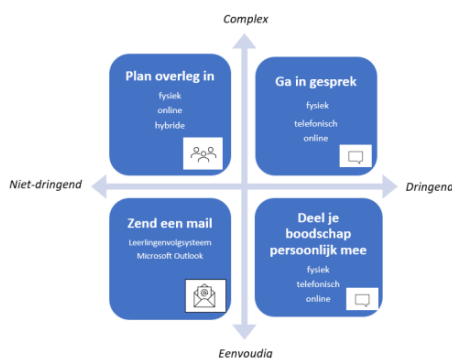 Complex
Plan overleg in
fysiek
online
hybride
Ga in gesprek
fysiek
telefonisch
online
Niet-dringend
Dringend
Zend een mail
Leerlingenvolgsysteem
Microsoft Outlook
@
Deel je
boodschap
persoonlijk mee
fysiek
telefonisch
online
Eenvoudig